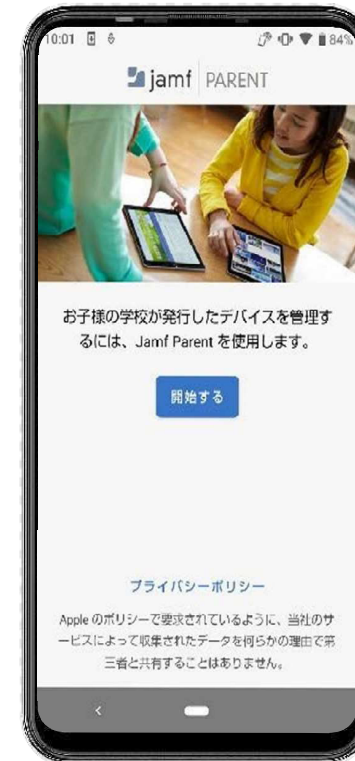 10:01
84%
jamf PARENT
お子様の学校が発行したデバイスを管理す
るには、Jamf Parent を使用します。
開始する
プライバシーポリシー
Apple のポリシーで要求されているように、当社のサ
ービスによって収集されたデータを何らかの理由で第
三者と共有することはありません。